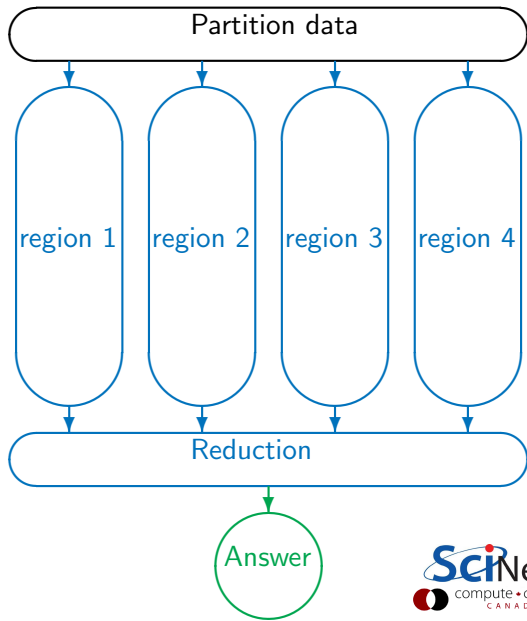 Partition data
region 1 region 2 region 3 region 4
Reduction
Answer
SciNe
compute • c
CANAD